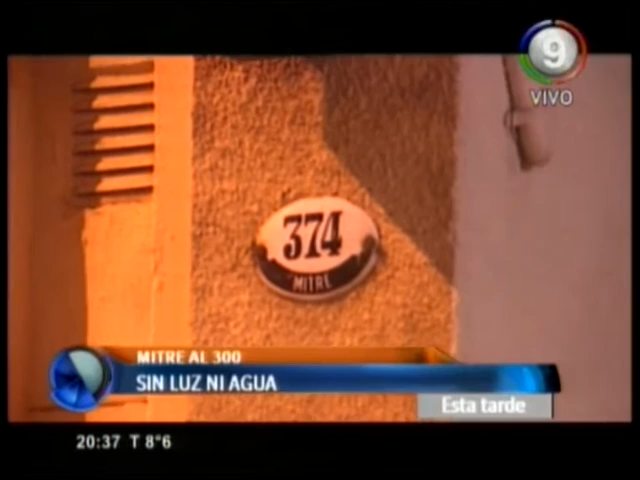 9
VIVO
374
MITRE
MITRE AL 300
SIN LUZ NI AGUA
Esta tarde
20:37 T 8°6